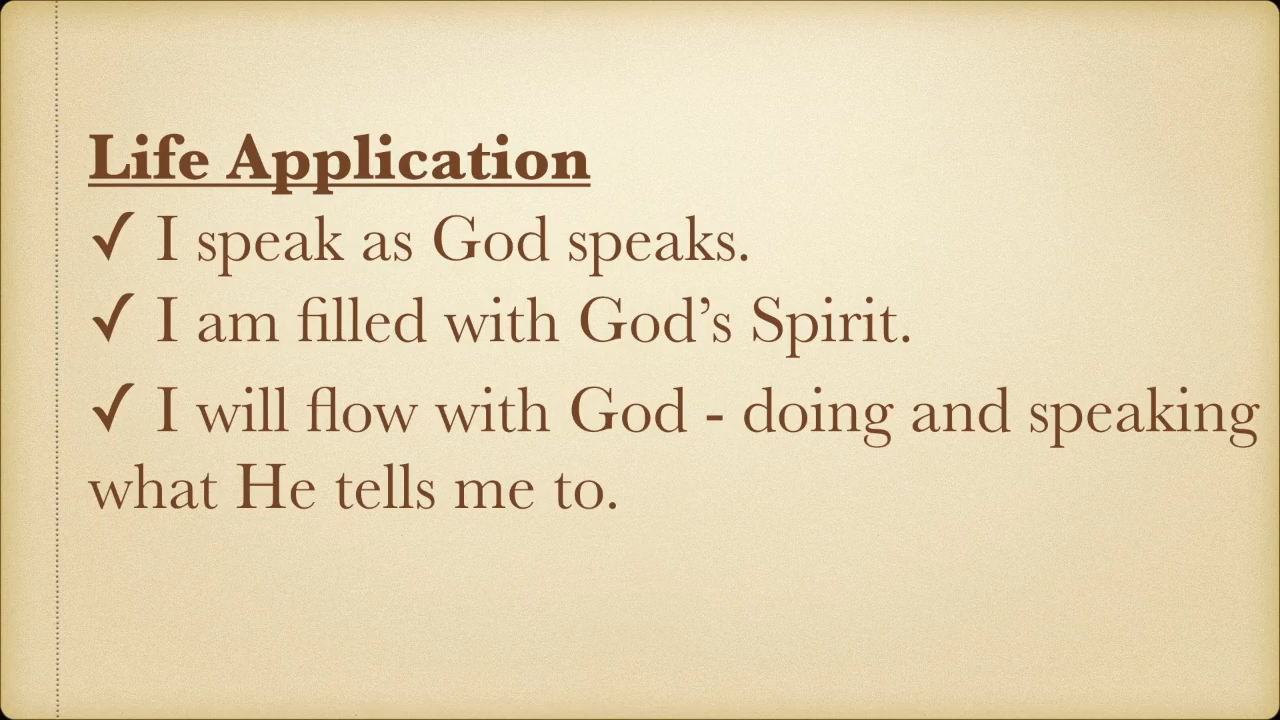 Life Application
✓ I speak as God speaks.
✓ I am filled with God’s Spirit.
✓ I will flow with God - doing and speaking
what He tells me to.